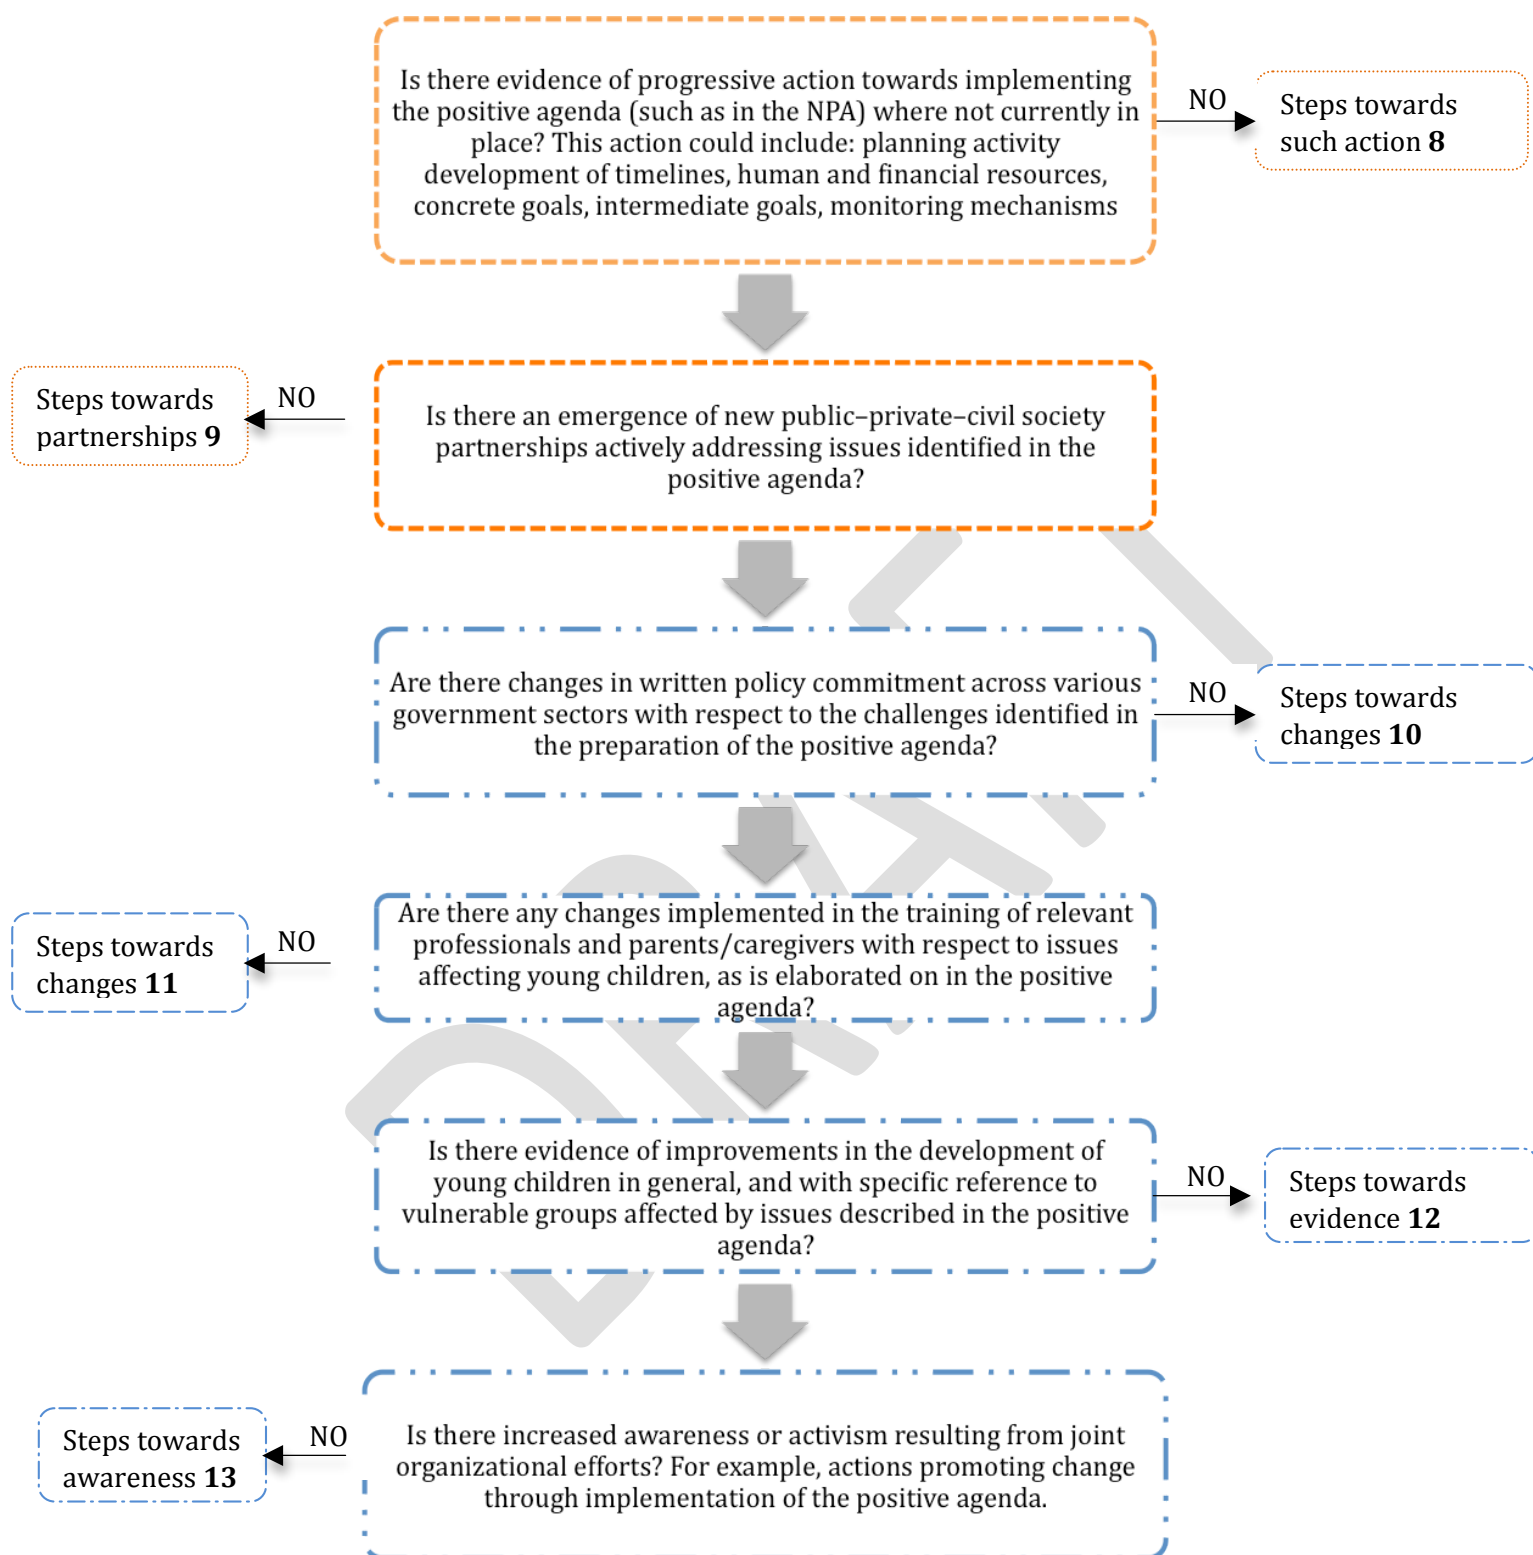 Is there evidence of progressive action towards implementing
the positive agenda (such as in the NPA) where not currently in
place? This action could include: planning activity
development of timelines, human and financial resources,
concrete goals, intermediate goals, monitoring mechanisms
NO
Steps towards
such action 8
Is there an emergence of new public–private–civil society
partnerships actively addressing issues identified in the
positive agenda?
NO
Steps towards
partnerships 9
Are there changes in written policy commitment across various
government sectors with respect to the challenges identified in
the preparation of the positive agenda?
NO
Steps towards
changes 10
Are there any changes implemented in the training of relevant
professionals and parents/caregivers with respect to issues
affecting young children, as is elaborated on in the positive
agenda?
NO
Steps towards
changes 11
Is there evidence of improvements in the development of
young children in general, and with specific reference to
vulnerable groups affected by issues described in the positive
agenda?
NO
Steps towards
evidence 12
Is there increased awareness or activism resulting from joint
organizational efforts? For example, actions promoting change
through implementation of the positive agenda.
NO
Steps towards
awareness 13
DRAFT